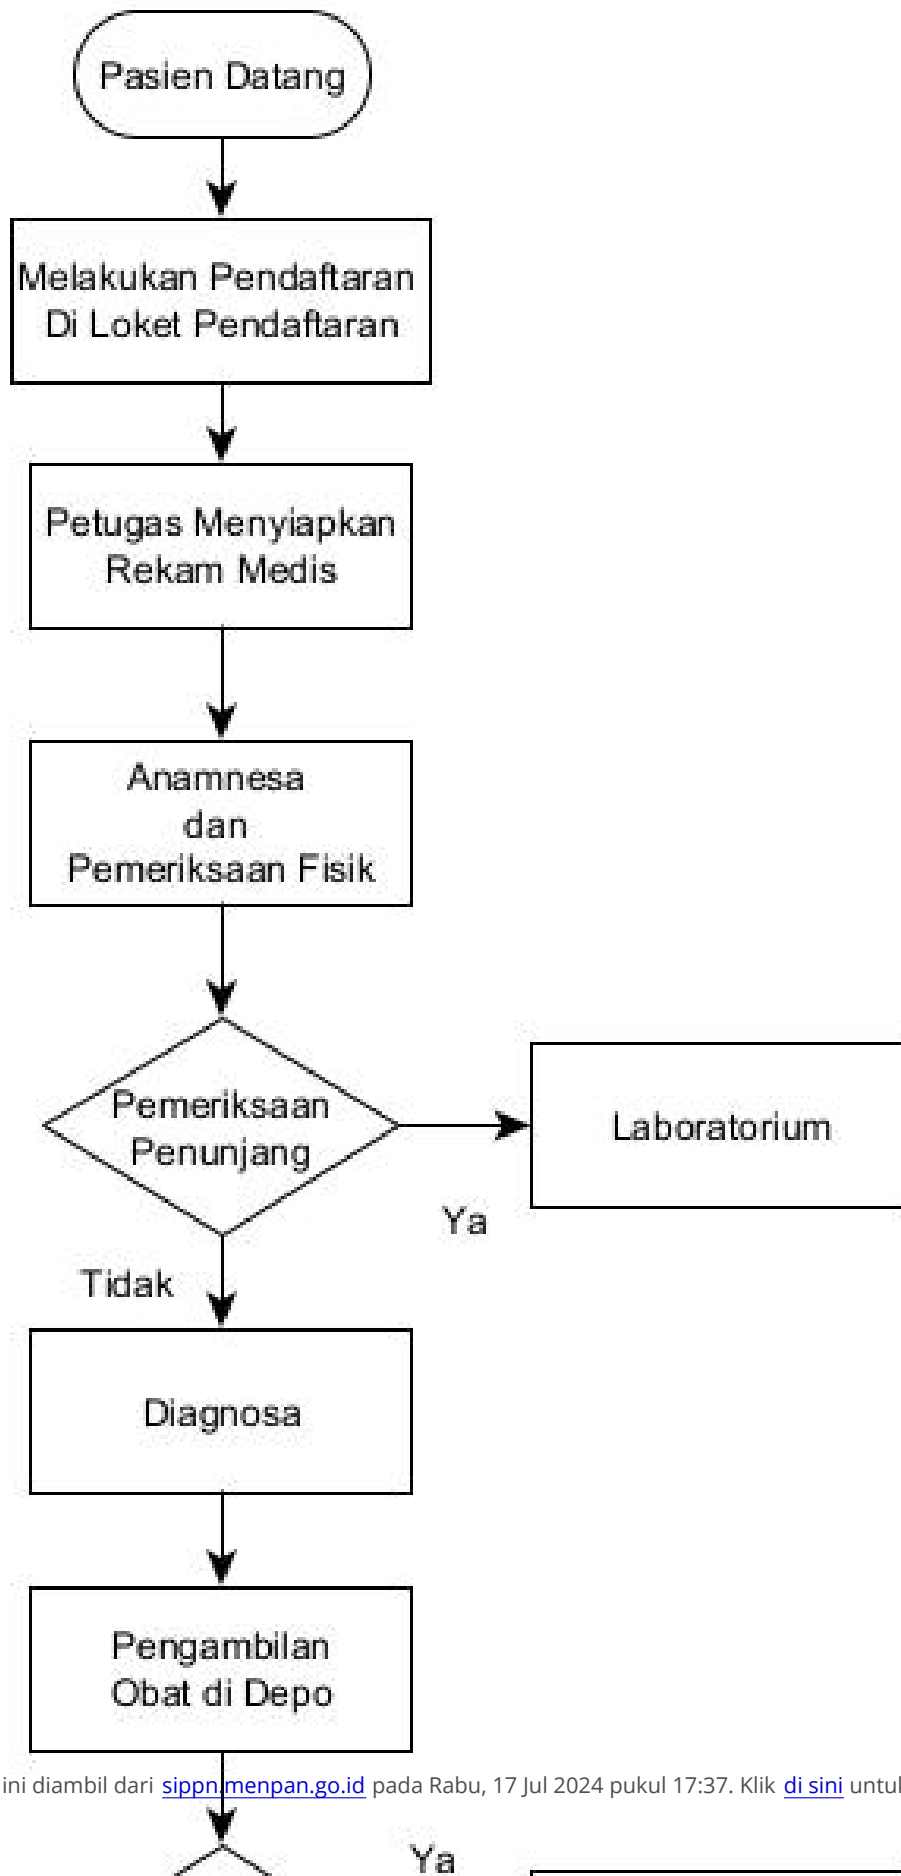 Pasien Datang
Melakukan Pendaftaran
Di Loket Pendaftaran
Petugas Menyiapkan
Rekam Medis
Anamnesa
dan
Pemeriksaan Fisik
Pemeriksaan
Penunjang
Laboratorium
Ya
Tidak
Diagnosa
Pengambilan
Obat di Depo
ini diambil dari sippn.menpan.go.id pada Rabu, 17 Jul 2024 pukul 17:37. Klik di sini
Ya